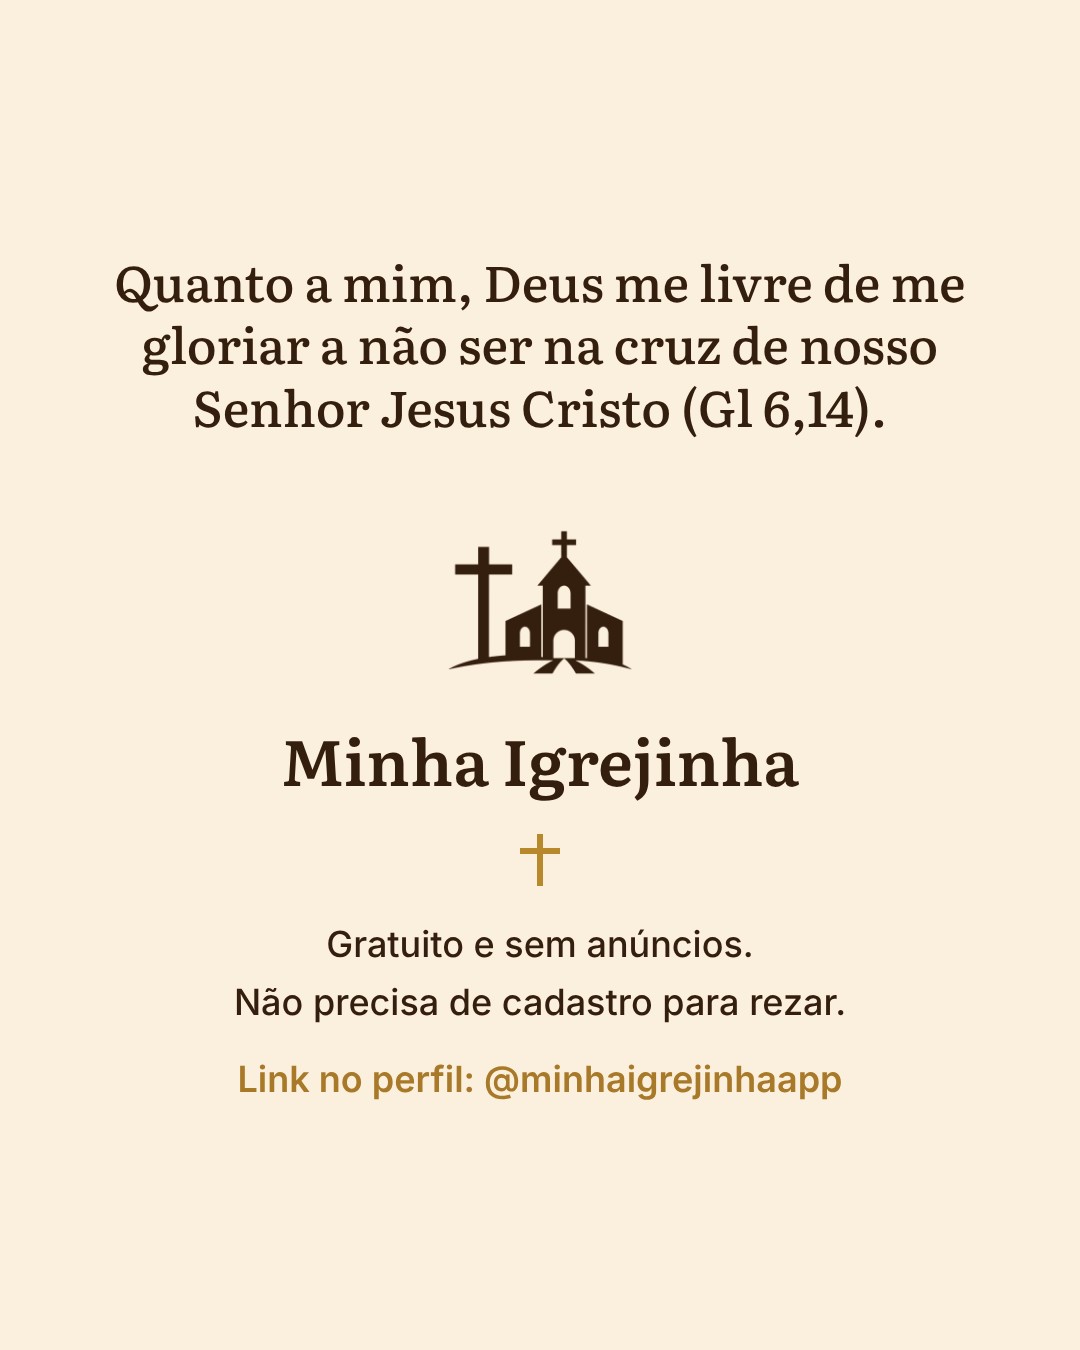 Quanto a mim, Deus me livre de me
gloriar a não ser na cruz de nosso
Senhor Jesus Cristo (Gl 6,14).
Minha Igrejinha
Gratuito e sem anúncios.
Não precisa de cadastro para rezar.
Link no perfil: @minhaigrejinhaapp